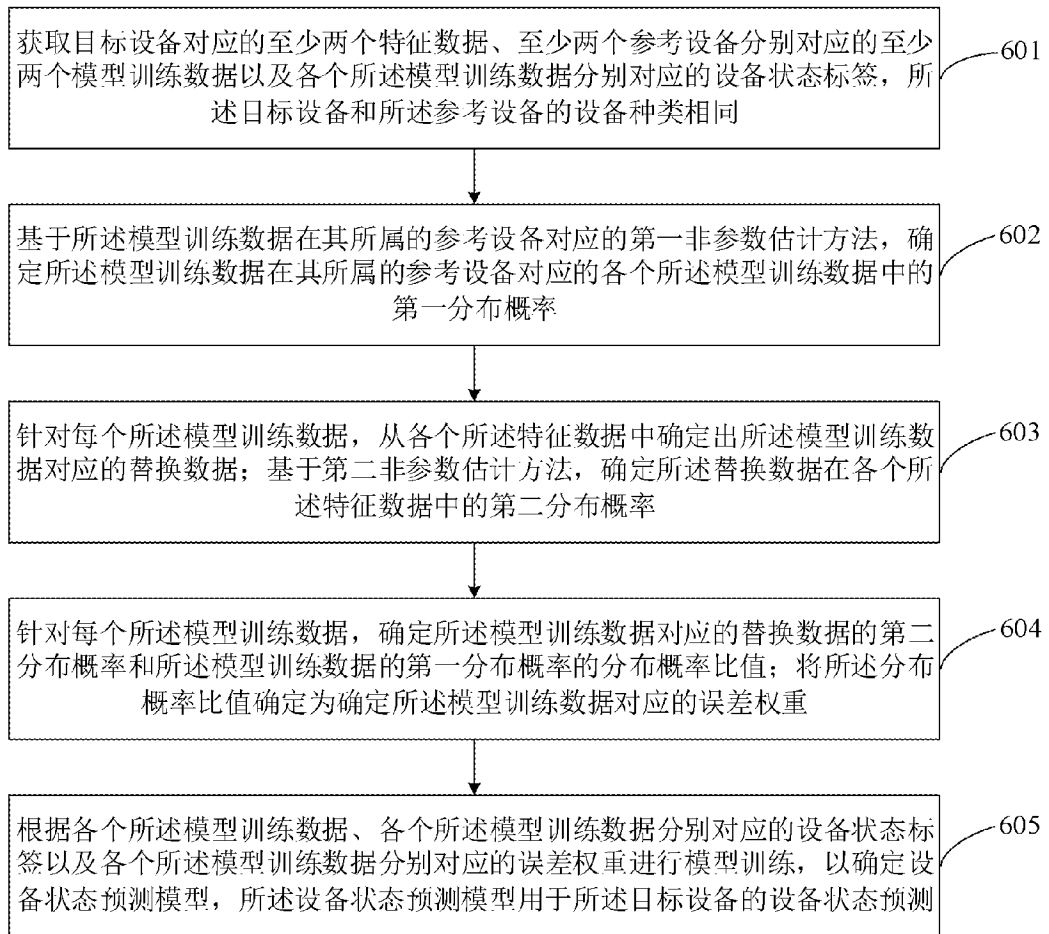 获取目标设备对应的至少两个特征数据、至少两个参考设备分别对应的至少
两个模型训练数据以及各个所述模型训练数据分别对应的设备状态标签，所
述目标设备和所述参考设备的设备种类相同
601
基于所述模型训练数据在其所属的参考设备对应的第一非参数估计方法，确
定所述模型训练数据在其所属的参考设备对应的各个所述模型训练数据中的
第一分布概率
602
针对每个所述模型训练数据，从各个所述特征数据中确定出所述模型训练数
据对应的替换数据；基于第二非参数估计方法，确定所述替换数据在各个所
述特征数据中的第二分布概率
603
针对每个所述模型训练数据，确定所述模型训练数据对应的替换数据的第二
分布概率和所述模型训练数据的第一分布概率的分布概率比值；将所述分布
概率比值确定为确定所述模型训练数据对应的误差权重
604
根据各个所述模型训练数据、各个所述模型训练数据分别对应的设备状态标
签以及各个所述模型训练数据分别对应的误差权重进行模型训练，以确定设
备状态预测模型，所述设备状态预测模型用于所述目标设备的设备状态预测
605